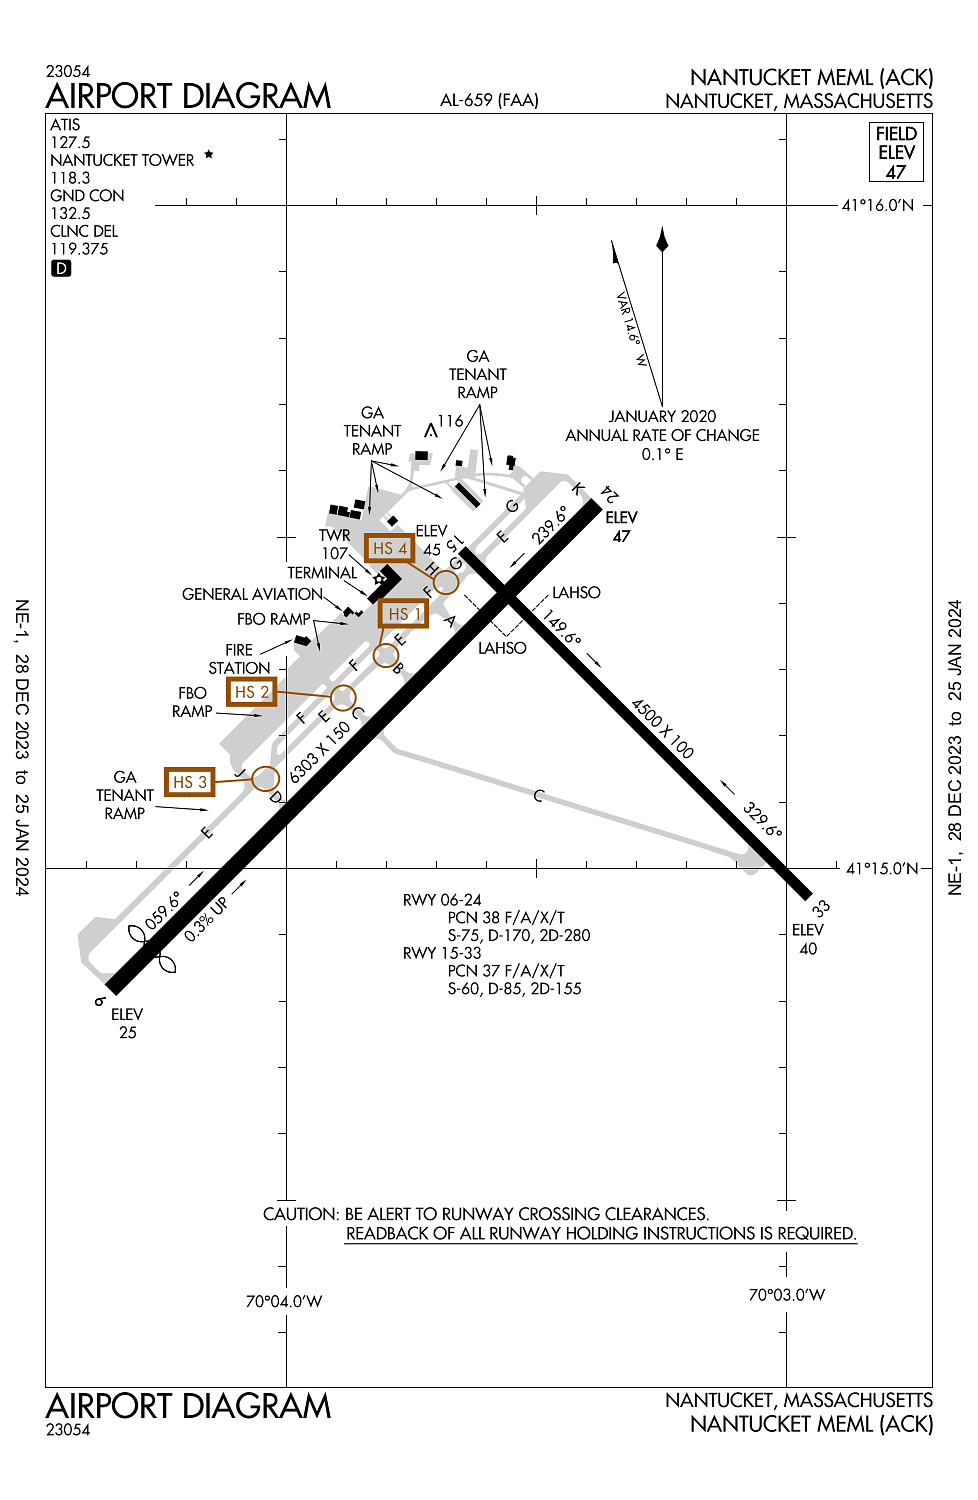 23054
AIRPORT DIAGRAM
AL-659 (FAA)
NANTUCKET MEML (ACK)
NANTUCKET, MASSACHUSETTS
ATIS
127.5
NANTUCKET TOWER
118.3
GND CON
132.5
CLNC DEL
119.375
D
FIELD
ELEV
47
41°16.0'N
VAR 14.6° W
JANUARY 2020
ANNUAL RATE OF CHANGE
0.1° E
GA
TENANT
RAMP
GA
TENANT
RAMP
116
K
24
ELEV
47
G
E
239.6°
TWR
107
HS 4
ELEV
45
15
G
H
F
TERMINAL
GENERAL AVIATION
HS 1
A
LAHSO
LAHSO
149.6°
FBO RAMP
FIRE
STATION
E
B
F
HS 2
FBO
RAMP
F
E
C
6303 X 150
4500 X 100
HS 3
J
D
GA
TENANT
RAMP
E
C
329.6°
41°15.0'N
059.6°
0.3% UP
33
ELEV
40
6
ELEV
25
RWY 06-24
PCN 38 F/A/X/T
S-75, D-170, 2D-280
RWY 15-33
PCN 37 F/A/X/T
S-60, D-85, 2D-155
CAUTION: BE ALERT TO RUNWAY CROSSING CLEARANCES.
READBACK OF ALL RUNWAY HOLDING INSTRUCTIONS IS REQUIRED.
70°04.0'W
70°03.0'W
NE-1, 28 DEC 2023 to 25 JAN 2024
NE-1, 28 DEC 2023 to 25 JAN 2024
AIRPORT DIAGRAM
23054
NANTUCKET, MASSACHUSETTS
NANTUCKET MEML (ACK)